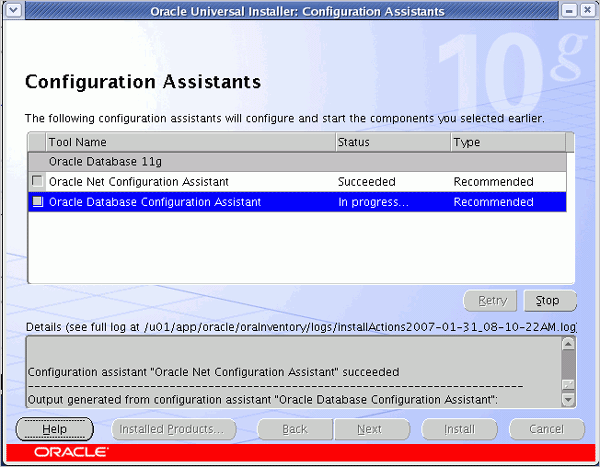 Oracle Universal Installer: Configuration Assistants
10g
Configuration Assistants
The following configuration assistants will configure and start the components you selected earlier.
Tool Name Status Type
Oracle Database 11g
Oracle Net Configuration Assistant Succeeded Recommended
Oracle Database Configuration Assistant In progress... Recommended
Retry Stop
Details (see full log at /u01/app/oracle/oraInventory/logs/installActions2007-01-31_08-10-22AM.log)
Configuration assistant "Oracle Net Configuration Assistant" succeeded
-----------------------------------------------------------------------------
Output generated from configuration assistant "Oracle Database Configuration Assistant":
Help Installed Products... Back Next Install Cancel
ORACLE